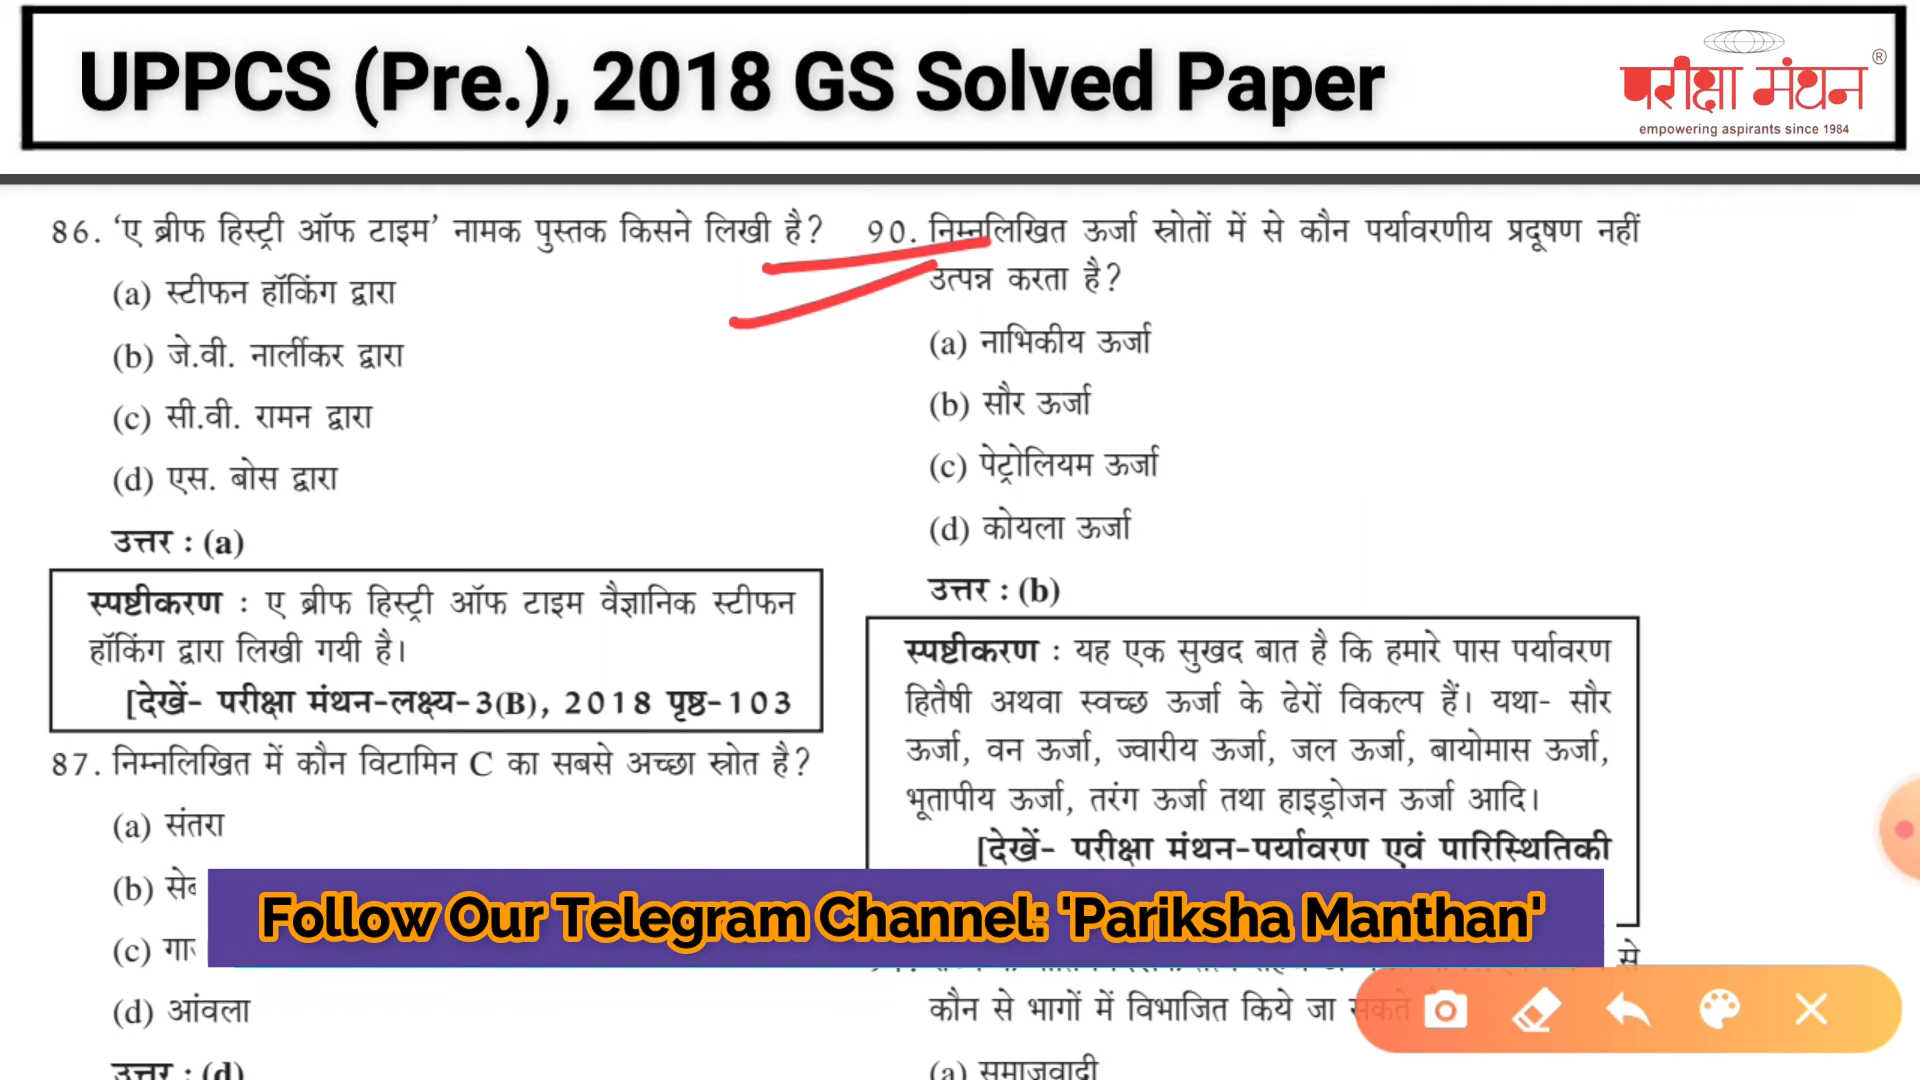 UPPCS (Pre.), 2018 GS Solved Paper
परीक्षा मंथन ®
empowering aspirants since 1984
86. ‘ए ब्रीफ हिस्ट्री ऑफ टाइम’ नामक पुस्तक किसने लिखी है?
(a) स्टीफन हॉकिंग द्वारा
(b) जे.वी. नार्लीकर द्वारा
(c) सी.वी. रामन द्वारा
(d) एस. बोस द्वारा
उत्तर : (a)
स्पष्टीकरण : ए ब्रीफ हिस्ट्री ऑफ टाइम वैज्ञानिक स्टीफन
हॉकिंग द्वारा लिखी गयी है।
[देखें- परीक्षा मंथन-लक्ष्य-3(B), 2018 पृष्ठ-103
87. निम्नलिखित में कौन विटामिन C का सबसे अच्छा स्रोत है?
(a) संतरा
(b)
(c)
(d) आंवला
उत्तर : (d)
90. निम्नलिखित ऊर्जा स्रोतों में से कौन पर्यावरणीय प्रदूषण नहीं
उत्पन्न करता है?
(a) नाभिकीय ऊर्जा
(b) सौर ऊर्जा
(c) पेट्रोलियम ऊर्जा
(d) कोयला ऊर्जा
उत्तर : (b)
स्पष्टीकरण : यह एक सुखद बात है कि हमारे पास पर्यावरण
हितैषी अथवा स्वच्छ ऊर्जा के ढेरों विकल्प हैं। यथा- सौर
ऊर्जा, वन ऊर्जा, ज्वारीय ऊर्जा, जल ऊर्जा, बायोमास ऊर्जा,
भूतापीय ऊर्जा, तरंग ऊर्जा तथा हाइड्रोजन ऊर्जा आदि।
[देखें- परीक्षा मंथन-पर्यावरण एवं पारिस्थितिकी
से
कौन से भागों में विभाजित किये जा सकते
(a) समाजवादी
Follow Our Telegram Channel: 'Pariksha Manthan'